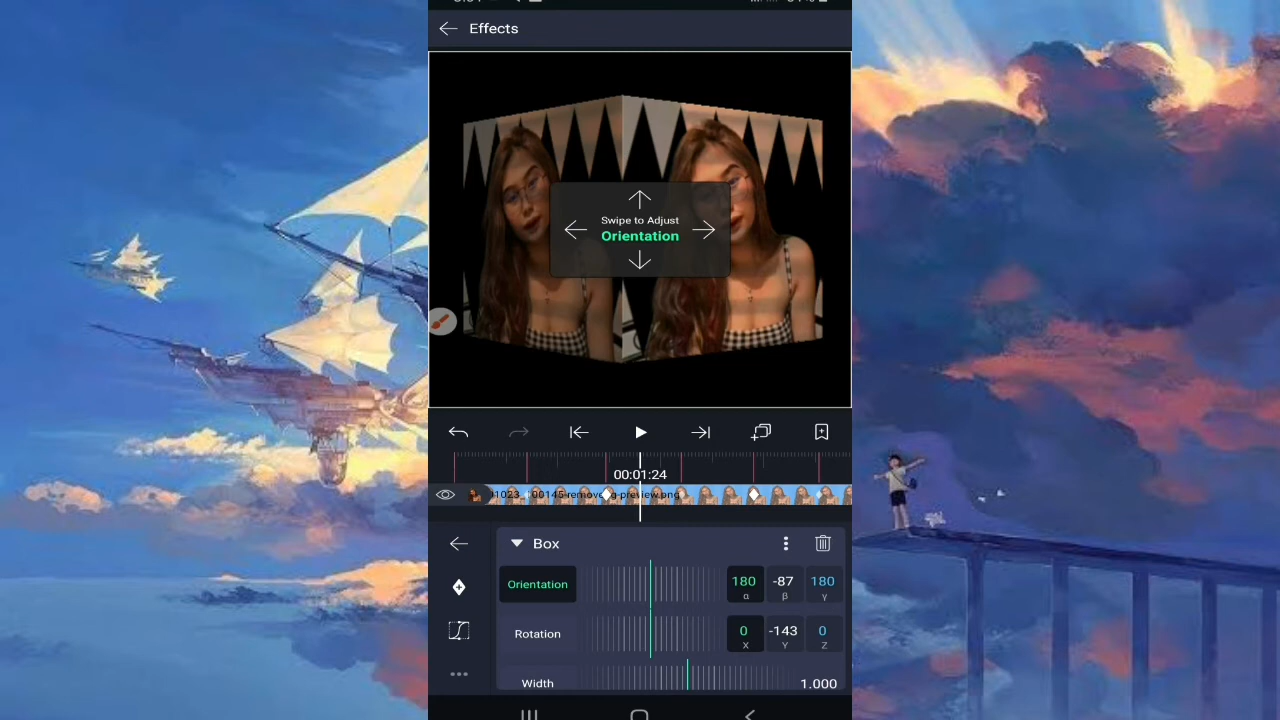 Effects
Swipe to Adjust
Orientation
00:01:24
Box
Orientation
180 -87 180
α β γ
Rotation
0 -143 0
X Y Z
Width
1.000